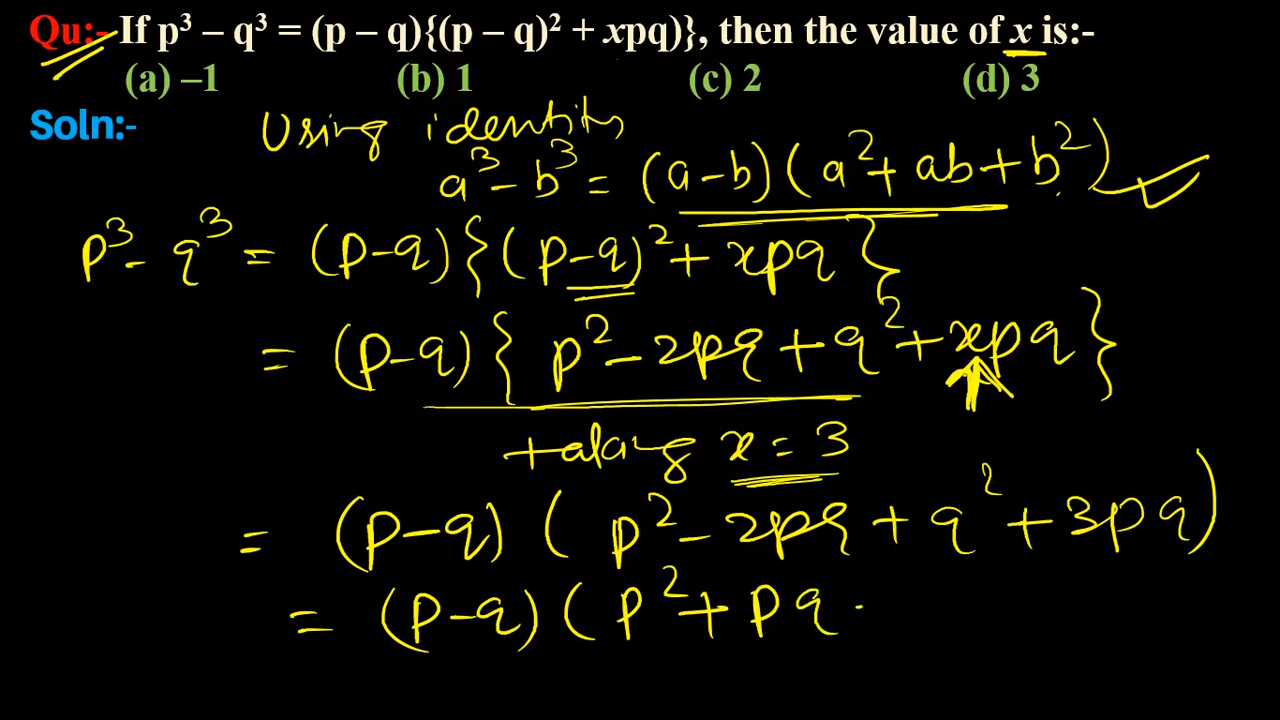 Qu:- If p³ – q³ = (p – q){(p – q)² + xpq)}, then the value of x is:-
(a) –1 (b) 1 (c) 2 (d) 3
Soln:- Using identity
a³ - b³ = (a-b)(a² + ab + b²)
p³ - q³ = (p-q){(p-q)² + xpq}
= (p-q){p² - 2pq + q² + xpq}
x = 3
= (p-q)(p² - 2pq + q² + 3pq)
= (p-q)(p² + pq